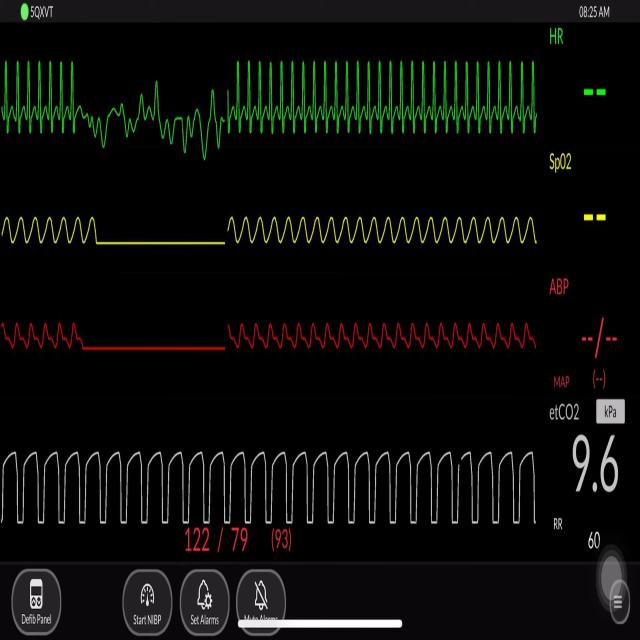 5QXVT
08:25 AM
HR
--
SpO2
--
ABP
--/--
MAP (--)
etCO2 kPa
9.6
RR
60
122 / 79 (93)
Defib Panel
Start NIBP
Set Alarms
Mute Alarms